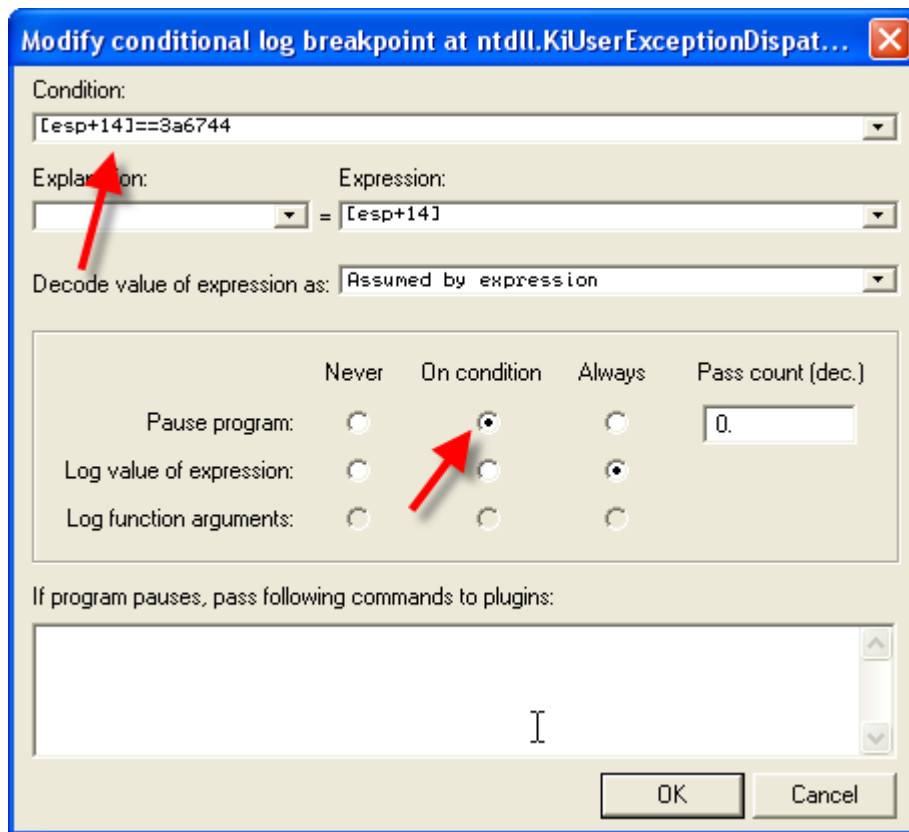 Modify conditional log breakpoint at ntdll.KiUserExceptionDispat...
Condition:
[esp+14]==3a6744
Explanation: Expression:
= [esp+14]
Decode value of expression as: Assumed by expression
Never On condition Always Pass count (dec.)
Pause program: 0.
Log value of expression:
Log function arguments:
If program pauses, pass following commands to plugins:
OK Cancel